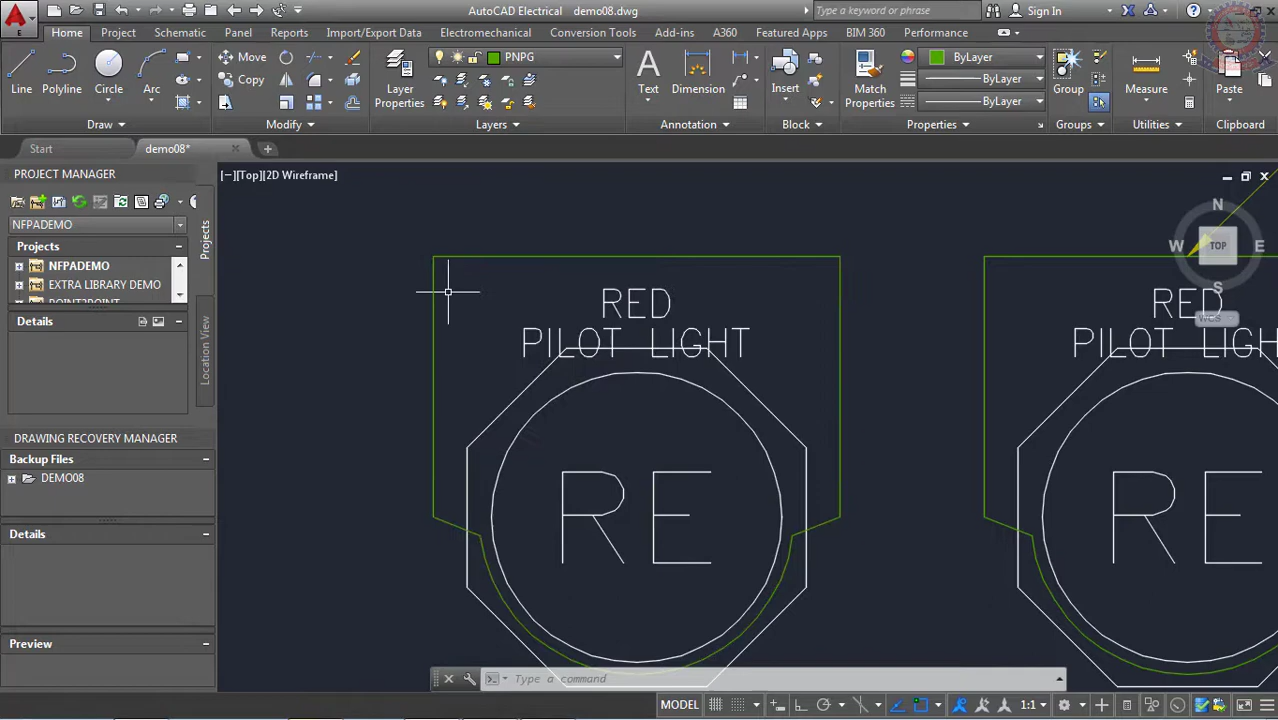 AutoCAD Electrical demo08.dwg
Type a keyword or phrase
Sign In
E
Home Project Schematic Panel Reports Import/Export Data Electromechanical Conversion Tools Add-ins A360 Featured Apps BIM 360 Performance
Line Polyline Circle Arc
Move
Copy
Draw
Modify
Layer Properties
PNPG
Layers
Text Dimension
Annotation
Insert
Block
Match Properties
ByLayer
ByLayer
ByLayer
Properties
Group
Groups
Measure
Utilities
Paste
Clipboard
Start demo08*
PROJECT MANAGER
NFPADEMO
Projects
NFPADEMO
EXTRA LIBRARY DEMO
POINT2POINT
Details
Projects
Location View
DRAWING RECOVERY MANAGER
Backup Files
DEMO08
Details
Preview
[−][Top][2D Wireframe]
N
W TOP E
S
WCS
RED
PILOT LIGHT
RE
RED
PILOT LIGH
RE
Type a command
MODEL
1:1